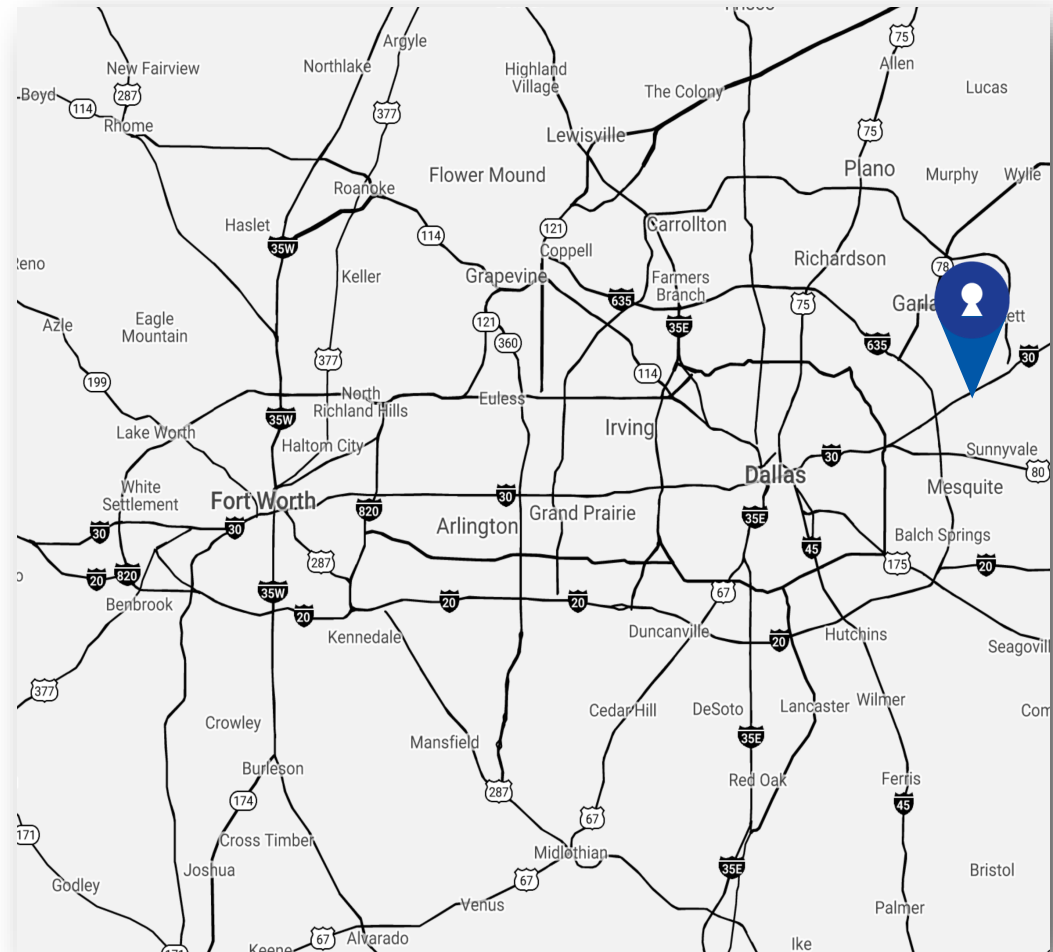 75
Argyle
Northlake
New Fairview
Highland
Village
Allen
Lucas
Boyd
114
287
377
The Colony
Rhome
Lewisville
75
Plano
Flower Mound
Murphy
Wylie
Roanoke
Haslet
35W
114
121
Coppell
Carrollton
Richardson
78
Keller
Grapevine
Farmers
Branch
635
75
Azle
Eagle
Mountain
121
360
35E
635
30
377
114
199
North
Richland Hills
Euless
35W
Lake Worth
Haltom City
Irving
30
Sunnyvale
80
Dallas
White
Settlement
Fort Worth
30
820
Grand Prairie
Arlington
35E
Mesquite
30
30
287
45
Balch Springs
175
20
20
820
35W
67
Benbrook
20
20
20
Kennedale
Duncanville
20
Hutchins
377
Crowley
Cedar Hill
DeSoto
Lancaster
Wilmer
Mansfield
35E
Burleson
Red Oak
Ferris
174
287
45
67
171
Cross Timber
Midlothian
35E
Joshua
Godley
67
Bristol
Venus
Palmer
67
Alvarado
Keene
Ike